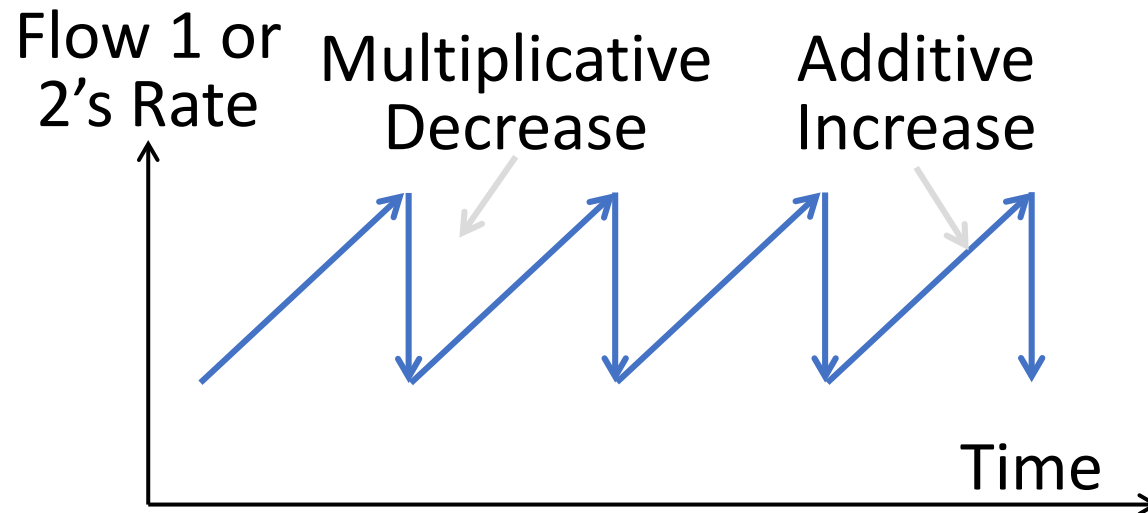 Flow 1 or
2’s Rate
Multiplicative
Decrease
Additive
Increase
Time